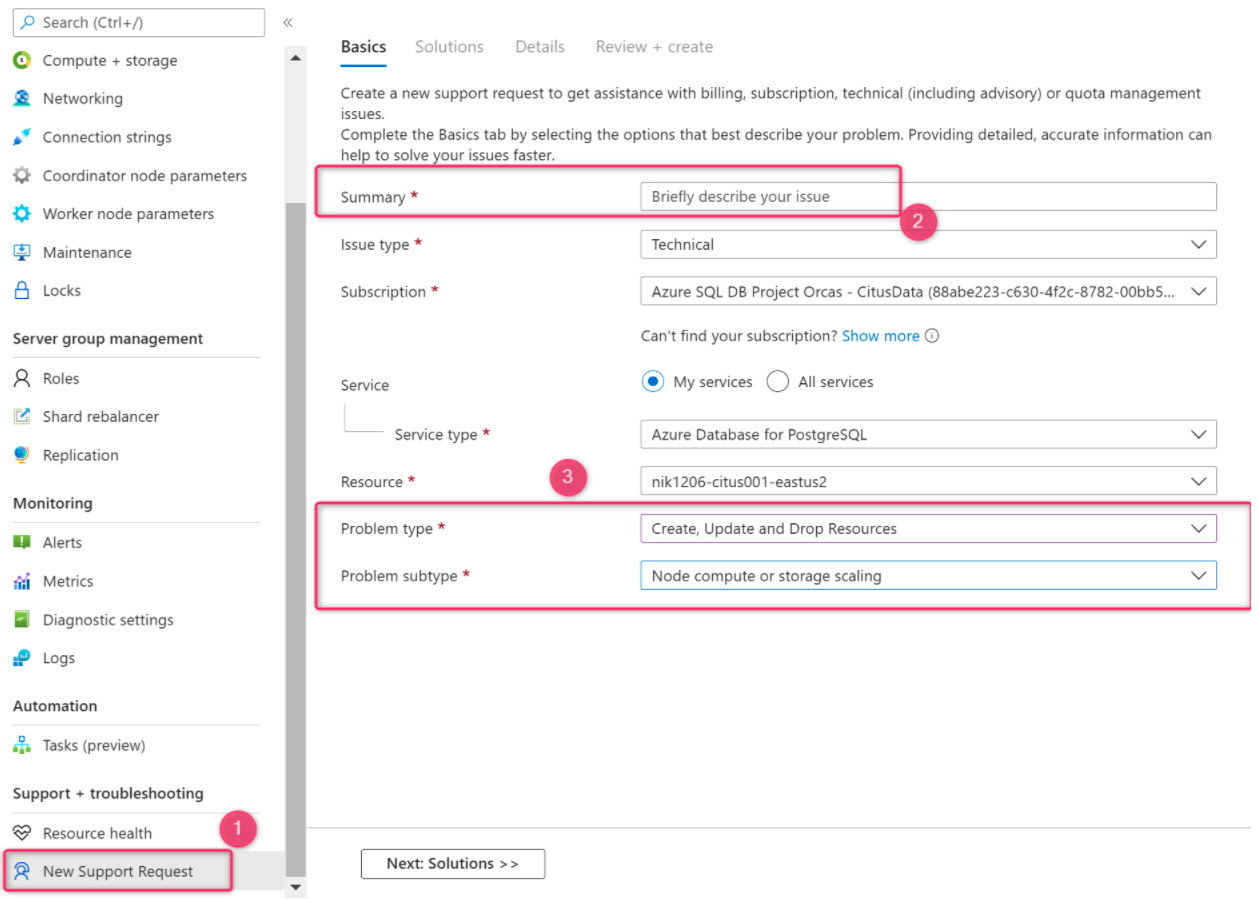 Search (Ctrl+/)
«
Compute + storage
Networking
Connection strings
Coordinator node parameters
Worker node parameters
Maintenance
Locks
Server group management
Roles
Shard rebalancer
Replication
Monitoring
Alerts
Metrics
Diagnostic settings
Logs
Automation
Tasks (preview)
Support + troubleshooting
Resource health
1
New Support Request
Basics Solutions Details Review + create
Create a new support request to get assistance with billing, subscription, technical (including advisory) or quota management
issues.
Complete the Basics tab by selecting the options that best describe your problem. Providing detailed, accurate information can
help to solve your issues faster.
Summary * Briefly describe your issue
2
Issue type * Technical
Subscription * Azure SQL DB Project Orcas - CitusData (88abe223-c630-4f2c-8782-00bb5...
Can't find your subscription? Show more
Service My services All services
Service type * Azure Database for PostgreSQL
3
Resource * nik1206-citus001-eastus2
Problem type * Create, Update and Drop Resources
Problem subtype * Node compute or storage scaling
Next: Solutions >>